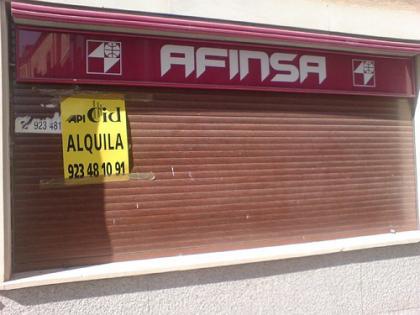 AFINSA
API Cid
ALQUILA
923 48 10 91
923 481